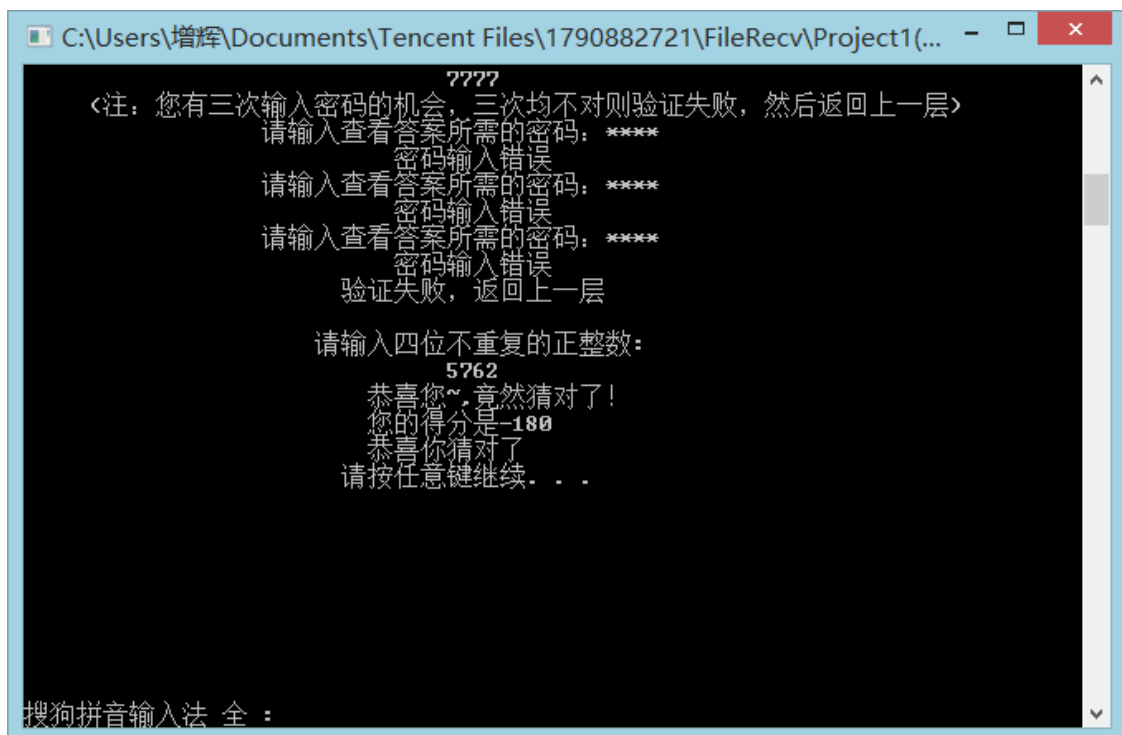 C:\Users\增辉\Documents\Tencent Files\1790882721\FileRecv\Project1(...
7777
(注：您有三次输入密码的机会，三次均不对则验证失败，然后返回上一层)
请输入查看答案所需的密码：****
密码输入错误
请输入查看答案所需的密码：****
密码输入错误
请输入查看答案所需的密码：****
密码输入错误
验证失败，返回上一层
请输入四位不重复的正整数：
5762
恭喜您~,竟然猜对了！
您的得分是-180
恭喜你猜对了
请按任意键继续. . .
搜狗拼音输入法 全 ：